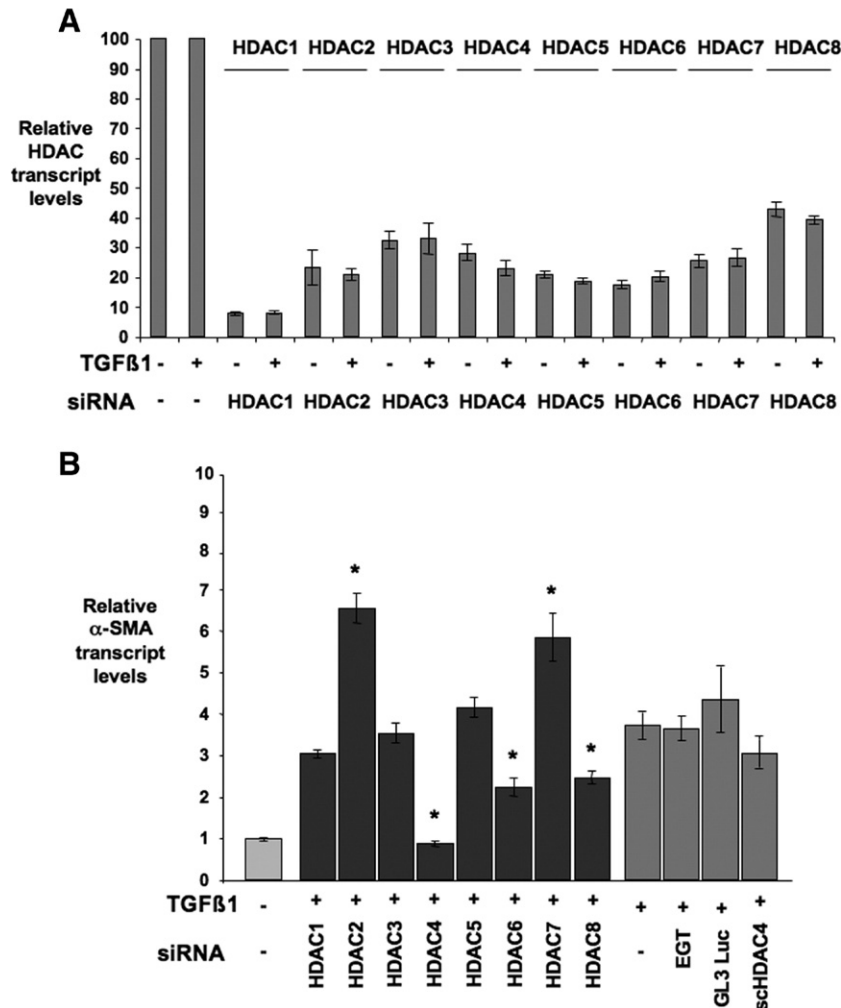 A
100
90
80
70
60
50
40
30
20
10
0
Relative
HDAC
transcript
levels
HDAC1 HDAC2 HDAC3 HDAC4 HDAC5 HDAC6 HDAC7 HDAC8
TGFß1 - + - + - + - + - + - + - + - + - +
siRNA - - HDAC1 HDAC2 HDAC3 HDAC4 HDAC5 HDAC6 HDAC7 HDAC8
B
10
9
8
7
6
5
4
3
2
1
0
Relative
α-SMA
transcript
levels
* * * * *
TGFß1 - + + + + + + + + + + + +
siRNA - HDAC1 HDAC2 HDAC3 HDAC4 HDAC5 HDAC6 HDAC7 HDAC8 - EGT GL3 Luc scHDAC4